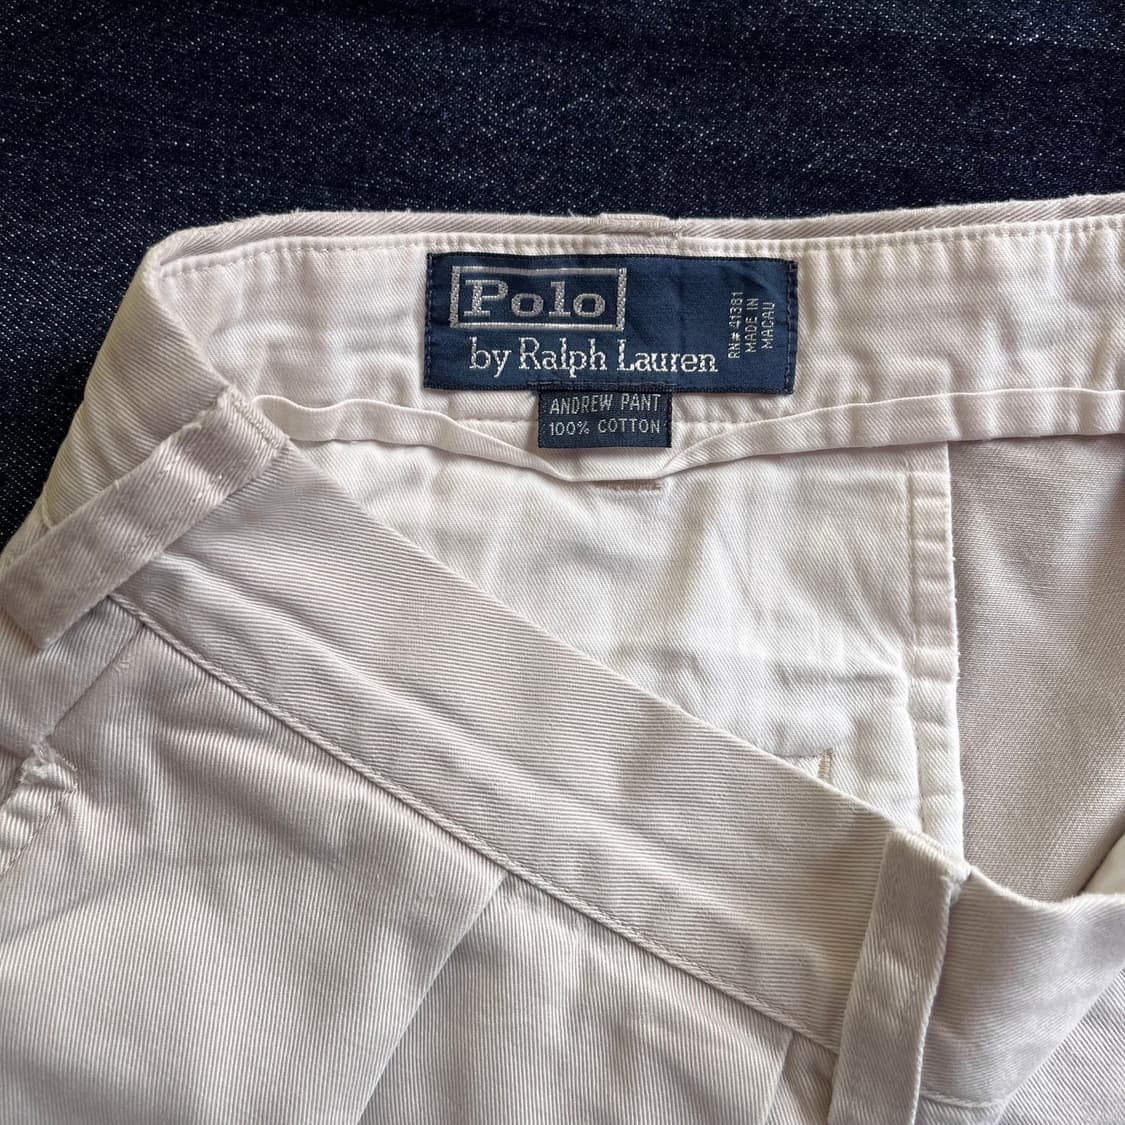 Polo
by Ralph Lauren
RN# 41381
MADE IN
MACAU
ANDREW PANT
100% COTTON